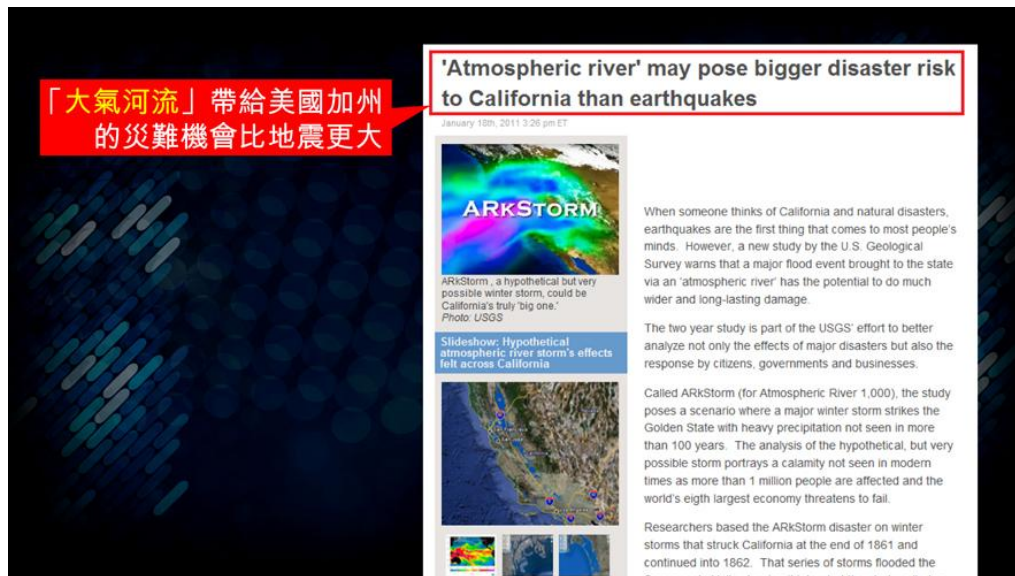 「大氣河流」帶給美國加州
的災難機會比地震更大
'Atmospheric river' may pose bigger disaster risk
to California than earthquakes
January 18th, 2011 3:26 pm ET
ARKSTORM
ARkStorm , a hypothetical but very
possible winter storm, could be
California's truly 'big one.'
Photo: USGS
Slideshow: Hypothetical
atmospheric river storm's effects
felt across California
When someone thinks of California and natural disasters,
earthquakes are the first thing that comes to most people's
minds. However, a new study by the U.S. Geological
Survey warns that a major flood event brought to the state
via an 'atmospheric river' has the potential to do much
wider and long-lasting damage.
The two year study is part of the USGS' effort to better
analyze not only the effects of major disasters but also the
response by citizens, governments and businesses.
Called ARkStorm (for Atmospheric River 1,000), the study
poses a scenario where a major winter storm strikes the
Golden State with heavy precipitation not seen in more
than 100 years. The analysis of the hypothetical, but very
possible storm portrays a calamity not seen in modern
times as more than 1 million people are affected and the
world's eigth largest economy threatens to fail.
Researchers based the ARkStorm disaster on winter
storms that struck California at the end of 1861 and
continued into 1862. That series of storms flooded the